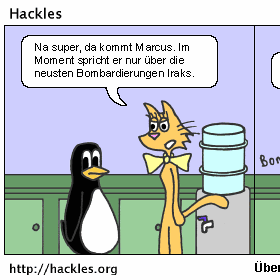 Hackles
Na super, da kommt Marcus. Im
Moment spricht er nur über die
neusten Bombardierungen Iraks.
http://hackles.org